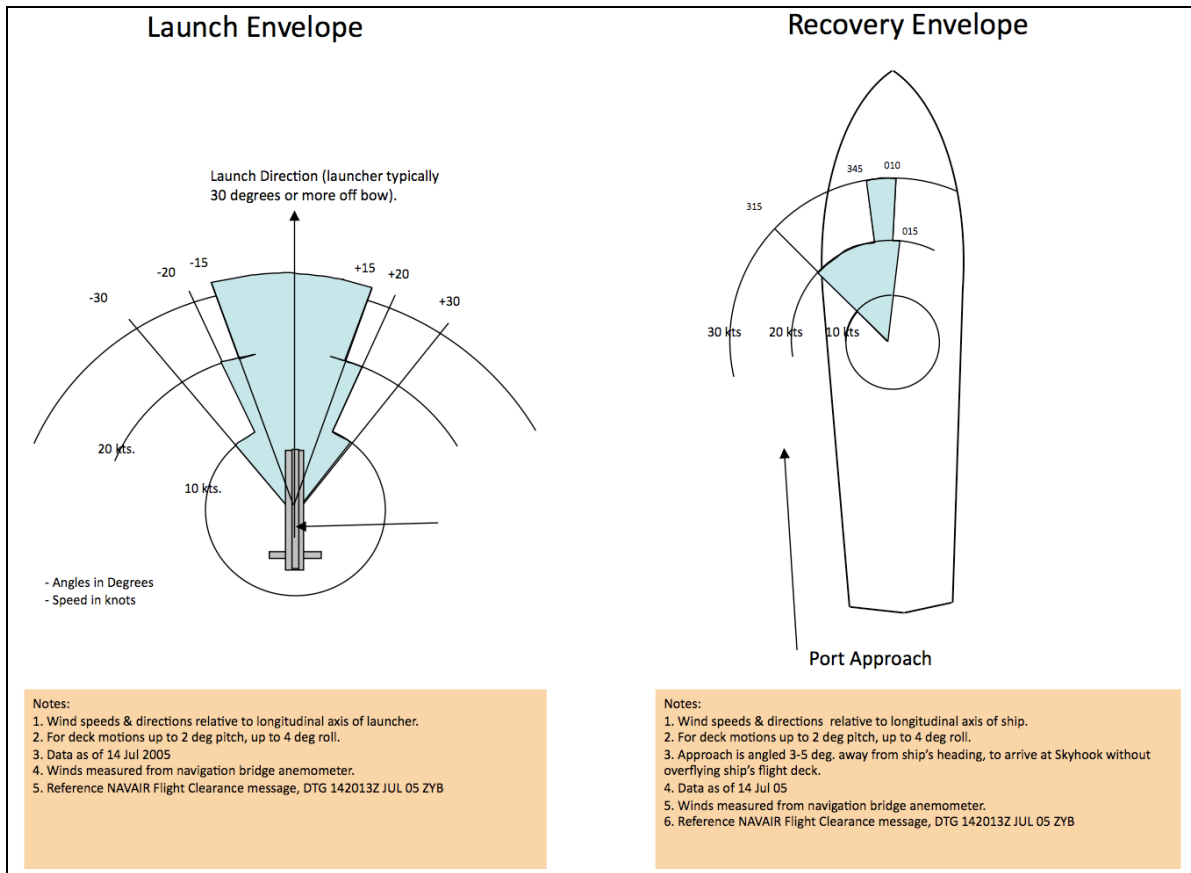 Launch Envelope
Launch Direction (launcher typically
30 degrees or more off bow).
-30
-20
-15
+15
+20
+30
20 kts.
10 kts.
- Angles in Degrees
- Speed in knots
Notes:
1. Wind speeds & directions relative to longitudinal axis of launcher.
2. For deck motions up to 2 deg pitch, up to 4 deg roll.
3. Data as of 14 Jul 2005
4. Winds measured from navigation bridge anemometer.
5. Reference NAVAIR Flight Clearance message, DTG 142013Z JUL 05 ZYB
Recovery Envelope
345
010
315
015
30 kts
20 kts
10 kts
Port Approach
Notes:
1. Wind speeds & directions relative to longitudinal axis of ship.
2. For deck motions up to 2 deg pitch, up to 4 deg roll.
3. Approach is angled 3-5 deg. away from ship's heading, to arrive at Skyhook without
overflying ship's flight deck.
4. Data as of 14 Jul 05
5. Winds measured from navigation bridge anemometer.
6. Reference NAVAIR Flight Clearance message, DTG 142013Z JUL 05 ZYB